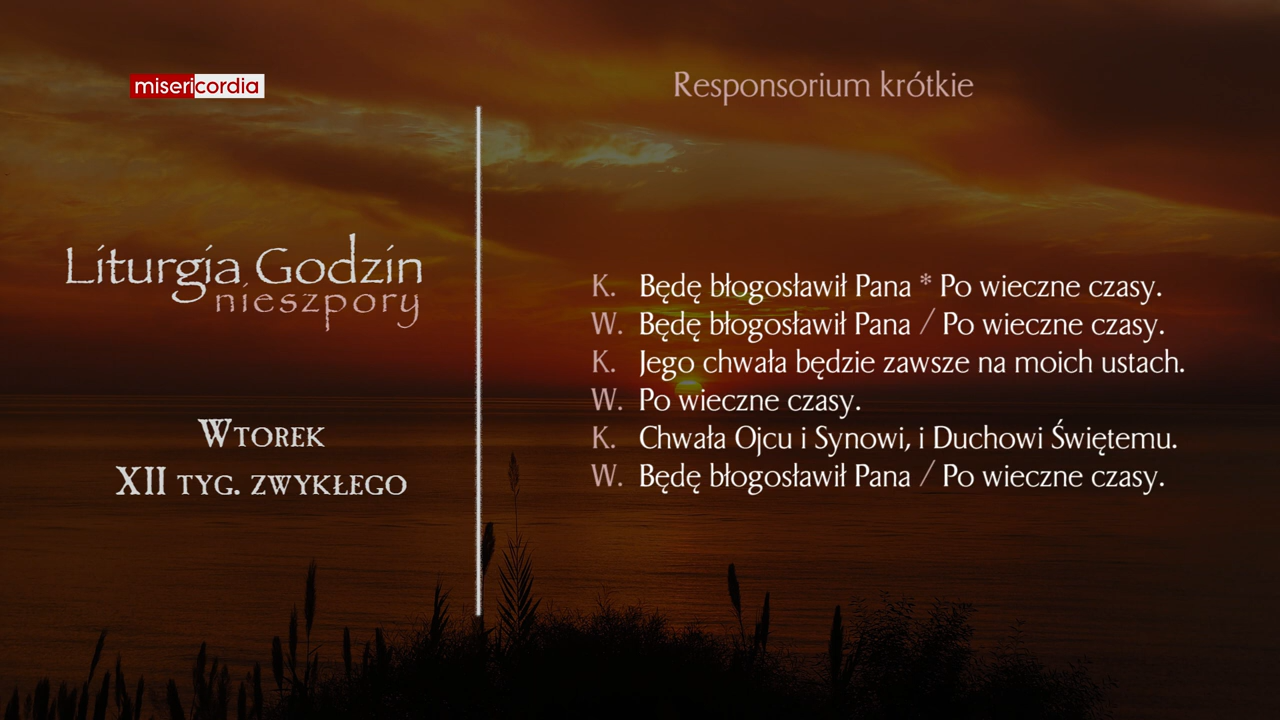 misericordia
Liturgia Godzin
nieszpory
Wtorek
XII tyg. zwykłego
Responsorium krótkie
K. Będę błogosławił Pana * Po wieczne czasy.
W. Będę błogosławił Pana / Po wieczne czasy.
K. Jego chwała będzie zawsze na moich ustach.
W. Po wieczne czasy.
K. Chwała Ojcu i Synowi, i Duchowi Świętemu.
W. Będę błogosławił Pana / Po wieczne czasy.